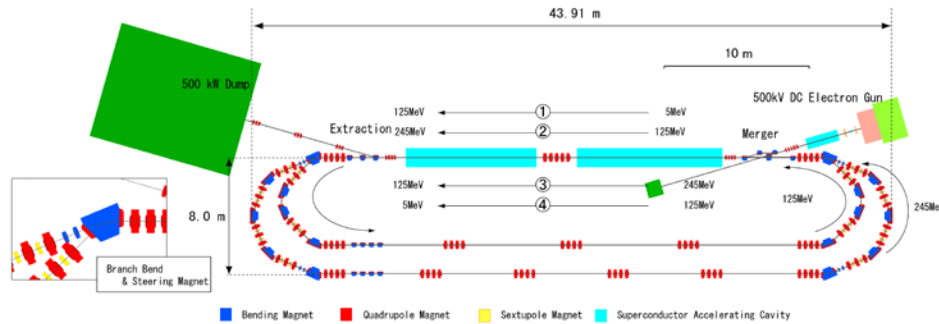 43.91 m
10 m
500 kW Dump
500kV DC Electron Gun
125MeV ① 5MeV
Extraction
245MeV ② 125MeV
Merger
125MeV ③ 245MeV
8.0 m
5MeV ④ 125MeV
125MeV
245Me
Branch Bend
& Steering Magnet
Bending Magnet
Quadrupole Magnet
Sextupole Magnet
Superconductor Accelerating Cavity